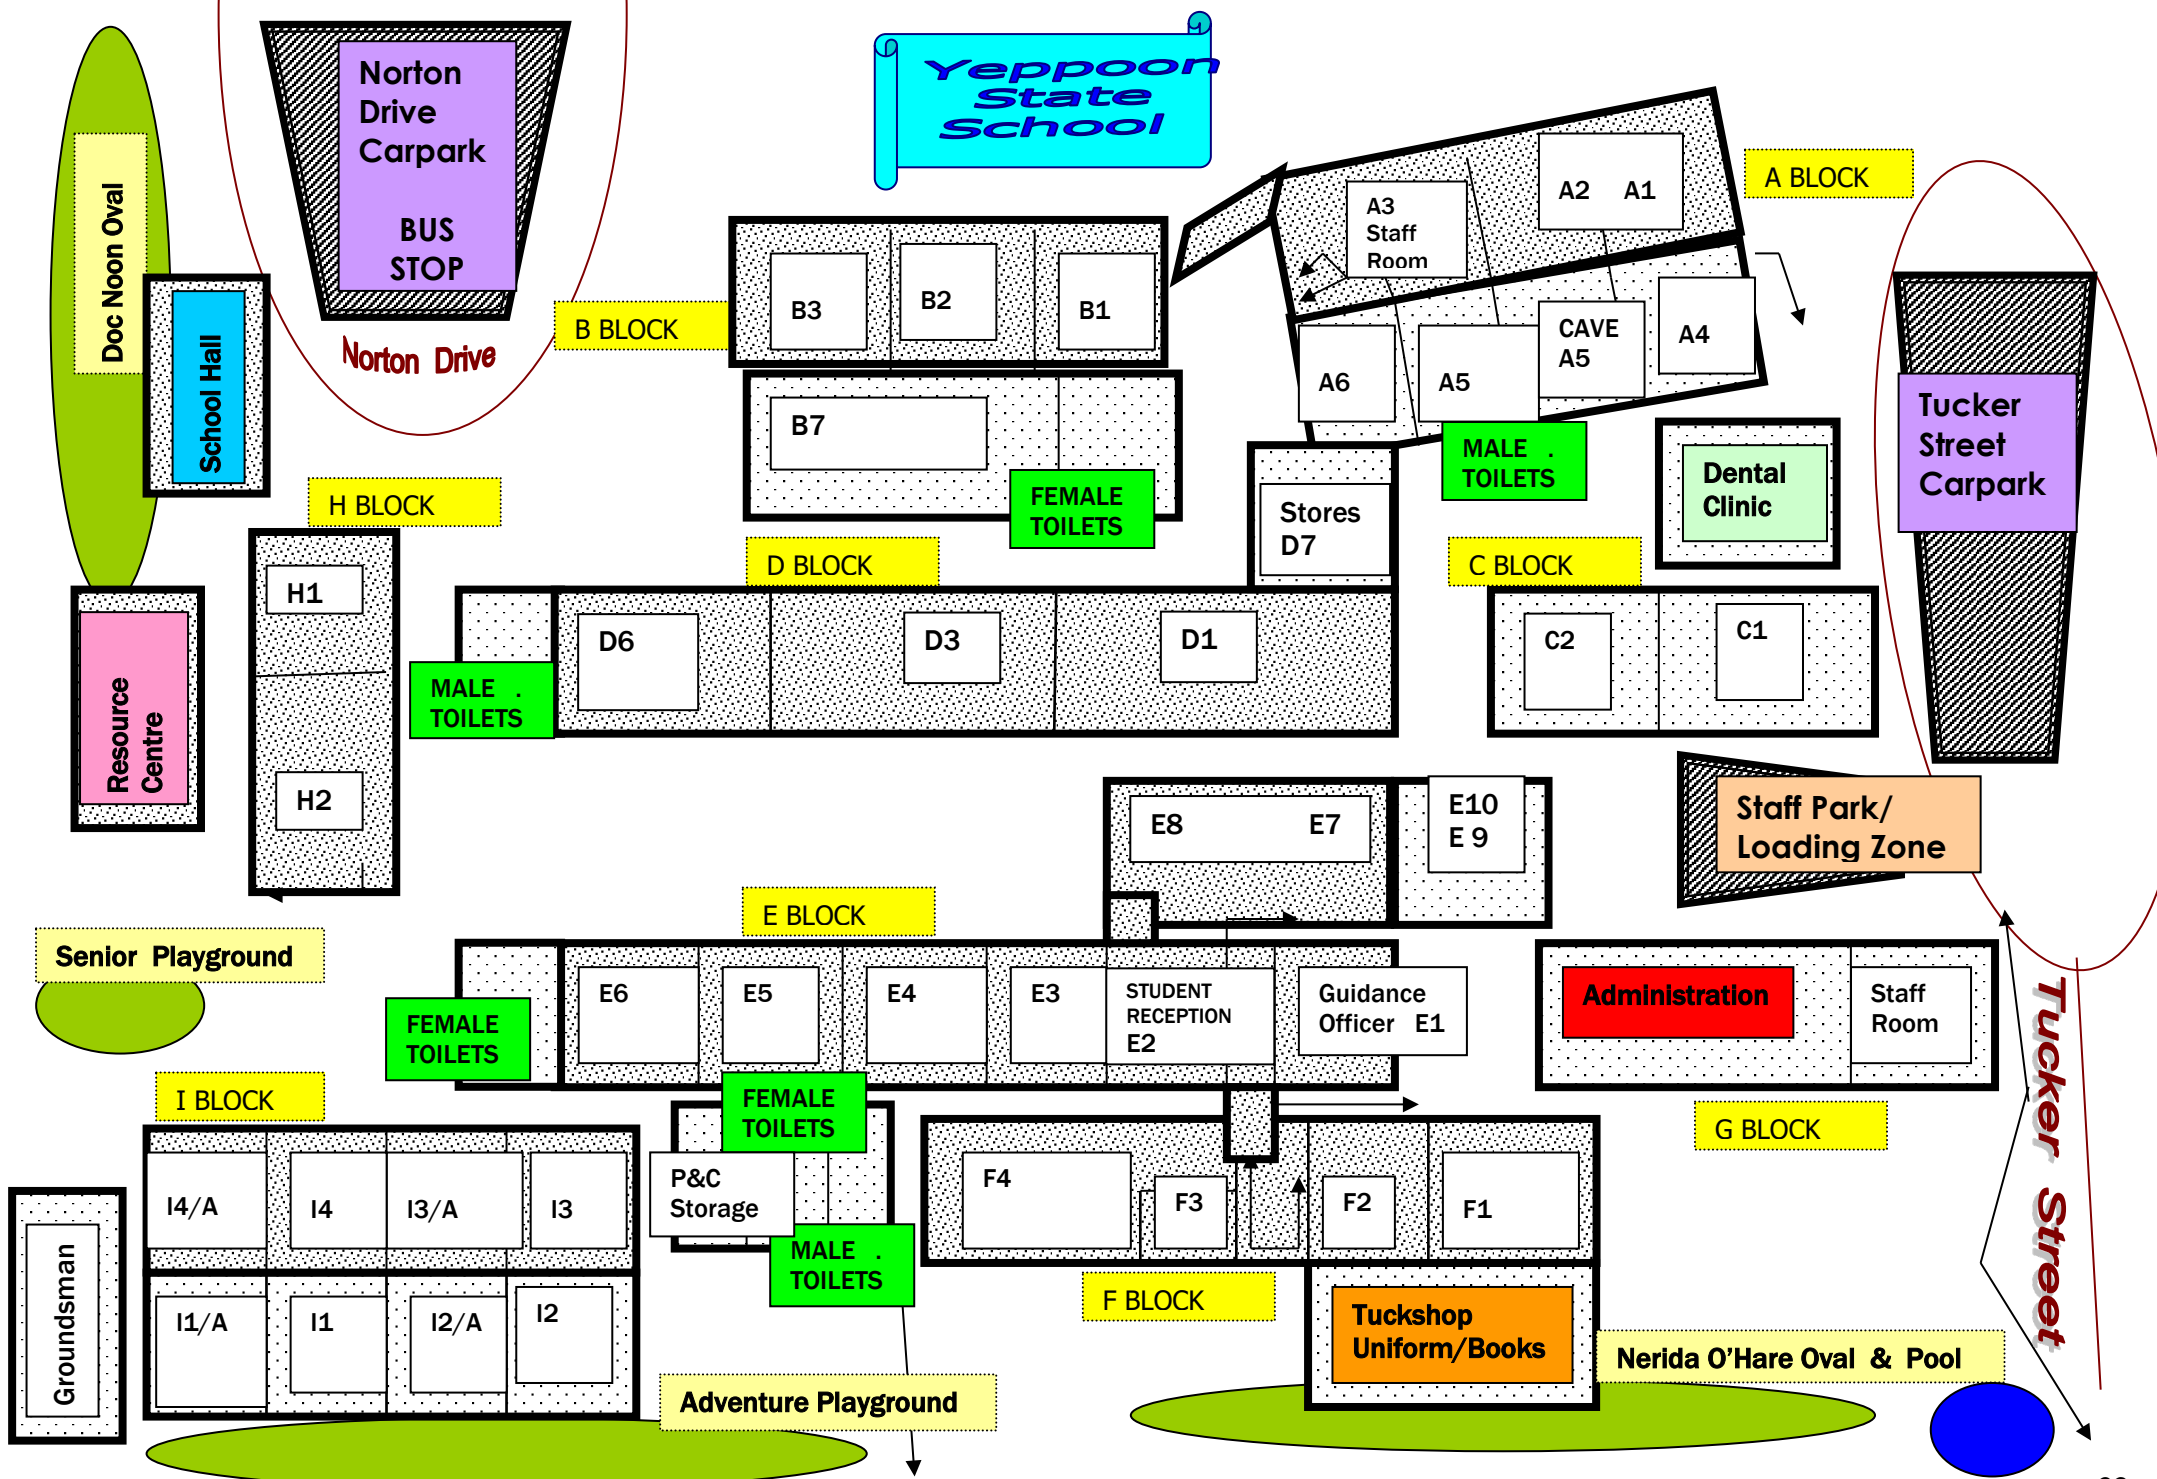 Yeppoon
State
School
Norton
Drive
Carpark
BUS
STOP
Norton Drive
Doc Noon Oval
School Hall
A BLOCK
A2 A1
A3
Staff
Room
CAVE
A5
A4
A6
A5
B BLOCK
B3
B2
B1
B7
FEMALE
TOILETS
MALE .
TOILETS
Dental
Clinic
Tucker
Street
Carpark
H BLOCK
H1
H2
Resource
Centre
Stores
D7
D BLOCK
D6
D3
D1
MALE .
TOILETS
C BLOCK
C2
C1
E8 E7
E10
E 9
Staff Park/
Loading Zone
E BLOCK
Senior Playground
E6
E5
E4
E3
STUDENT
RECEPTION
E2
Guidance
Officer E1
Administration
Staff
Room
FEMALE
TOILETS
FEMALE
TOILETS
G BLOCK
Tucker Street
I BLOCK
I4/A
I4
I3/A
I3
P&C
Storage
F4
F3
F2
F1
MALE .
TOILETS
Groundsman
I1/A
I1
I2/A
I2
F BLOCK
Tuckshop
Uniform/Books
Nerida O'Hare Oval & Pool
Adventure Playground